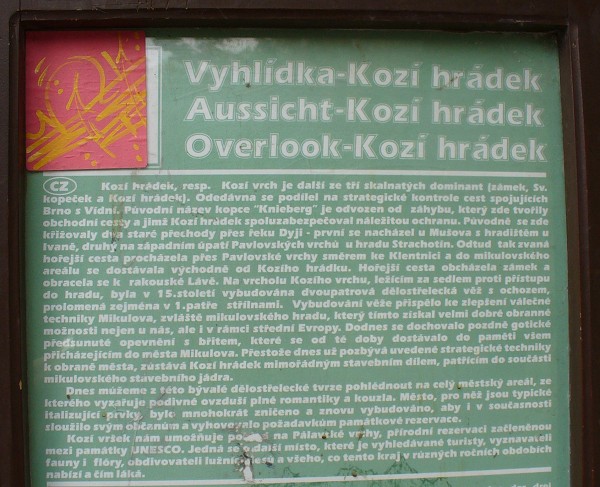 Vyhlídka-Kozí hrádek
Aussicht-Kozí hrádek
Overlook-Kozí hrádek
CZ Kozí hrádek, resp. Kozí vrch je další ze tří skalnatých dominant (zámek, Sv.
kopeček a Kozí hrádek). Odedávna se podílel na strategické kontrole cest spojujících
Brno s Vídní. Původní název kopce "Knieberg" je odvozen od záhybu, který zde tvořily
obchodní cesty a jimž Kozí hrádek spoluzabezpečoval náležitou ochranu. Původně se zde
křižovaly dva staré přechody přes řeku Dyji - první se nacházel u Mušova s hradištěm u
Ivaně, druhý na západním úpatí Pavlovských vrchů u hradu Strachotín. Odtud tak zvaná
hořejší cesta procházela přes Pavlovské vrchy směrem ke Klentnici a do mikulovského
areálu se dostávala východně od Kozího hrádku. Hořejší cesta obcházela zámek a
obracela se k rakouské Lávě. Na vrcholu Kozího vrchu, ležícím za sedlem proti přístupu
do hradu, byla v 15.století vybudována dvoupatrová dělostřelecká věž s ochozem,
prolomená zejména v 1.patře střílnami. Vybudování věže přispělo ke zlepšení válečné
techniky Mikulova, zvláště mikulovského hradu, který tímto získal velmi dobré obranné
možnosti nejen u nás, ale i v rámci střední Evropy. Dodnes se dochovalo pozdně gotické
předsunuté opevnění s břitem, které se od té doby dostávalo do paměti všem
přicházejícím do města Mikulova. Přestože dnes už pozbývá uvedené strategické techniky
k obraně města, zůstává Kozí hrádek mimořádným stavebním dílem, patřícím do součásti
mikulovského stavebního jádra.
Dnes můžeme z této bývalé dělostřelecké tvrze pohlédnout na celý městský areál, ze
kterého vyzařuje podivné ovzduší plné romantiky a kouzla. Město, pro něž jsou typické
italizující prvky, bylo mnohokrát zničeno a znovu vybudováno, aby i v současnosti
sloužilo svým občanům a vyhovovalo požadavkům památkové rezervace.
Kozí vršek nám umožňuje na Pálavské vrchy, přírodní rezervaci začleněnou
mezi památky UNESCO. Jedná se o další místo, které je vyhledávané turisty, vyznavateli
fauny i flóry, obdivovateli lužních lesů a všeho, co tento kraj v různých ročních obdobích
nabízí a čím láká.